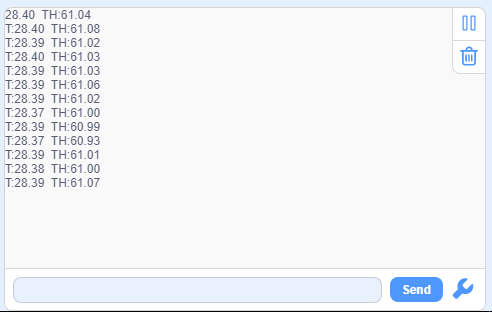 28.40 TH:61.04
T:28.40 TH:61.08
T:28.39 TH:61.02
T:28.40 TH:61.03
T:28.39 TH:61.03
T:28.39 TH:61.06
T:28.39 TH:61.02
T:28.37 TH:61.00
T:28.39 TH:60.99
T:28.37 TH:60.93
T:28.39 TH:61.01
T:28.38 TH:61.00
T:28.39 TH:61.07
Send